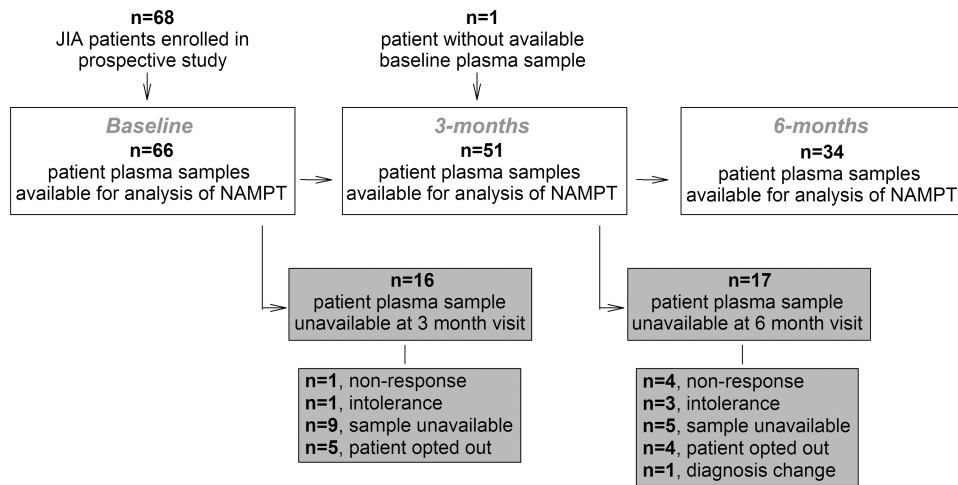 n=68
JIA patients enrolled in
prospective study
n=1
patient without available
baseline plasma sample
Baseline
n=66
patient plasma samples
available for analysis of NAMPT
3-months
n=51
patient plasma samples
available for analysis of NAMPT
6-months
n=34
patient plasma samples
available for analysis of NAMPT
n=16
patient plasma sample
unavailable at 3 month visit
n=1, non-response
n=1, intolerance
n=9, sample unavailable
n=5, patient opted out
n=17
patient plasma sample
unavailable at 6 month visit
n=4, non-response
n=3, intolerance
n=5, sample unavailable
n=4, patient opted out
n=1, diagnosis change